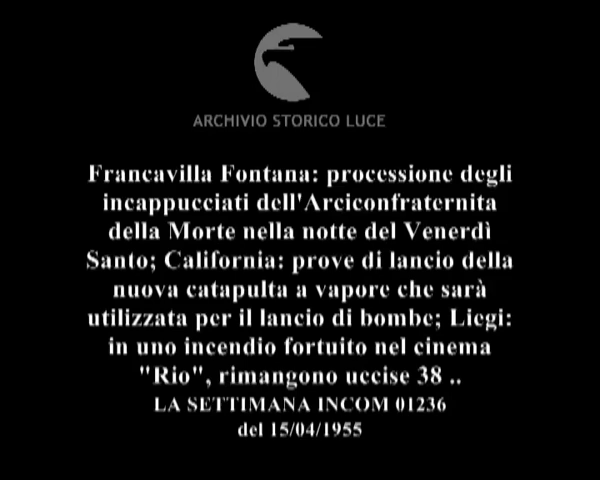 ARCHIVIO STORICO LUCE
Francavilla Fontana: processione degli
incappucciati dell'Arciconfraternita
della Morte nella notte del Venerdì
Santo; California: prove di lancio della
nuova catapulta a vapore che sarà
utilizzata per il lancio di bombe; Liegi:
in uno incendio fortuito nel cinema
"Rio", rimangono uccise 38 ..
LA SETTIMANA INCOM 01236
del 15/04/1955